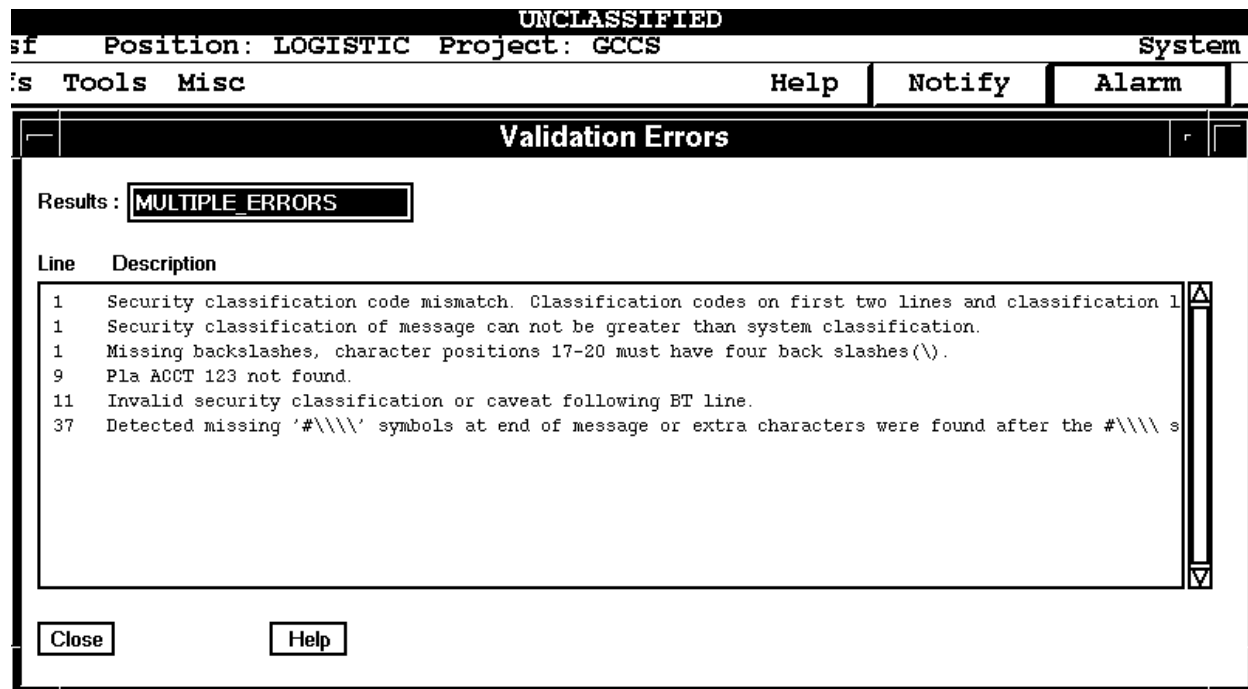 UNCLASSIFIED
sf Position: LOGISTIC Project: GCCS System
fs Tools Misc Help Notify Alarm
Validation Errors
Results : MULTIPLE_ERRORS
Line Description
1 Security classification code mismatch. Classification codes on first two lines and classification l
1 Security classification of message can not be greater than system classification.
1 Missing backslashes, character positions 17-20 must have four back slashes(\).
9 Pla ACCT 123 not found.
11 Invalid security classification or caveat following BT line.
37 Detected missing '#\\\\' symbols at end of message or extra characters were found after the #\\\\ s
Close Help